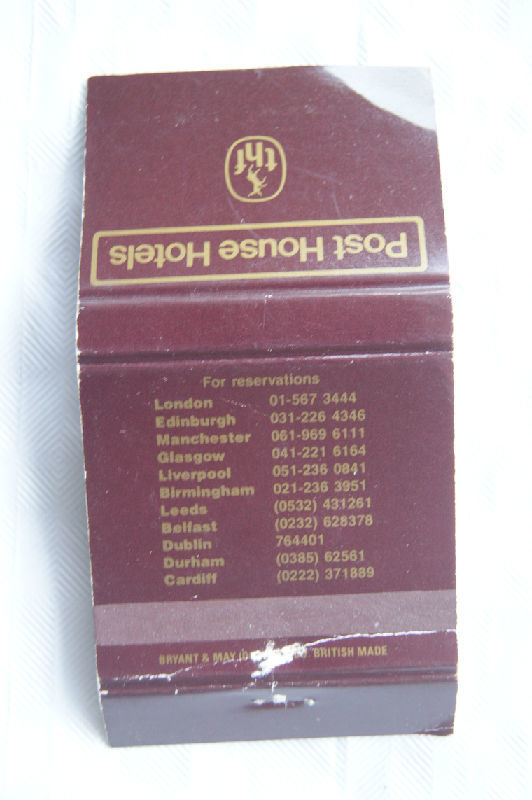 thf
Post House Hotels
For reservations
London 01-567 3444
Edinburgh 031-226 4346
Manchester 061-969 6111
Glasgow 041-221 6164
Liverpool 051-236 0841
Birmingham 021-236 3951
Leeds (0532) 431261
Belfast (0232) 628378
Dublin 764401
Durham (0385) 62561
Cardiff (0222) 371889
BRYANT & MAY BRITISH MADE